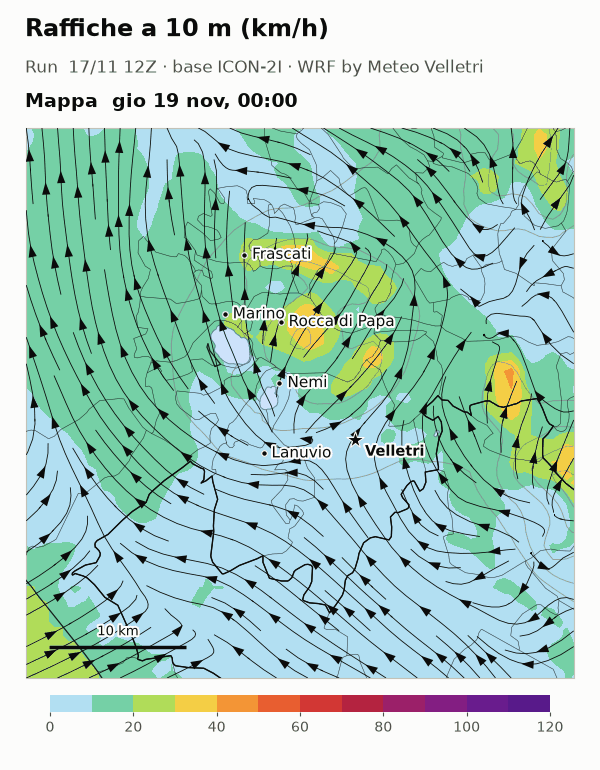 Raffiche a 10 m (km/h)
Run  17/11 12Z · base ICON-2I · WRF by Meteo Velletri
Mappa  gio 19 nov, 00:00
Frascati
Marino
Rocca di Papa
Nemi
Velletri
Lanuvio
10 km
0 20 40 60 80 100 120